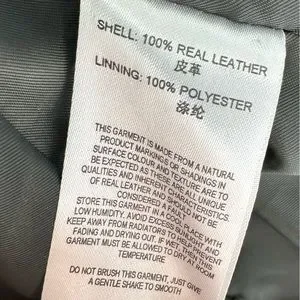 SHELL: 100% REAL LEATHER
皮革
LINNING: 100% POLYESTER
涤纶
THIS GARMENT IS MADE FROM A NATURAL
PRODUCT MARKINGS OR SHADINGS IN
SURFACE COLOUR AND TEXTURE ARE TO
BE EXPECTED AS THESE ARE ALL UNIQUE
QUALITIES AND INHERENT CHARACTERISTICS.
OF REAL LEATHER AND SHOULD NOT BE
CONSIDERED A FAULT
STORE THIS GARMENT IN A COOL PLACE WITH
LOW HUMIDITY. AVOID EXCESS SUNLIGHT AND
KEEP AWAY FROM RADIATORS TO PREVENT
FADING AND DRYING OUT. IF WET THEN THIS
GARMENT MUST BE ALLOWED TO DRY AT ROOM
TEMPERATURE
DO NOT BRUSH THIS GARMENT, JUST GIVE
A GENTLE SHAKE TO SMOOTH